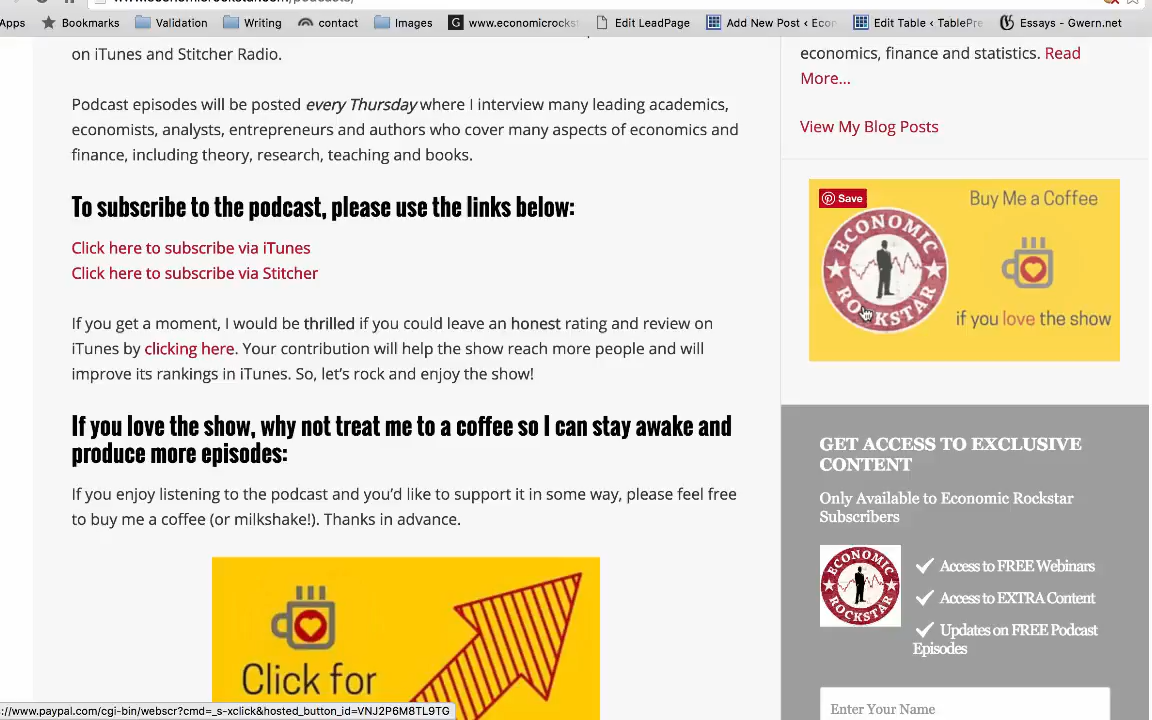 www.economicrockstar.com/podcasts/
Apps
Bookmarks
Validation
Writing
contact
Images
www.economicrocks
Edit LeadPage
Add New Post ‹ Econ
Edit Table ‹ TablePre
Essays - Gwern.net
on iTunes and Stitcher Radio.
Podcast episodes will be posted every Thursday where I interview many leading academics,
economists, analysts, entrepreneurs and authors who cover many aspects of economics and
finance, including theory, research, teaching and books.
To subscribe to the podcast, please use the links below:
Click here to subscribe via iTunes
Click here to subscribe via Stitcher
If you get a moment, I would be thrilled if you could leave an honest rating and review on
iTunes by clicking here. Your contribution will help the show reach more people and will
improve its rankings in iTunes. So, let's rock and enjoy the show!
If you love the show, why not treat me to a coffee so I can stay awake and
produce more episodes:
If you enjoy listening to the podcast and you'd like to support it in some way, please feel free
to buy me a coffee (or milkshake!). Thanks in advance.
Click for
economics, finance and statistics. Read
More...
View My Blog Posts
Save
Buy Me a Coffee
ECONOMIC
ROCKSTAR
if you love the show
GET ACCESS TO EXCLUSIVE
CONTENT
Only Available to Economic Rockstar
Subscribers
ECONOMIC
ROCKSTAR
Access to FREE Webinars
Access to EXTRA Content
Updates on FREE Podcast
Episodes
Enter Your Name
://www.paypal.com/cgi-bin/webscr?cmd=_s-xclick&hosted_button_id=VNJ2P6M8TL9TG